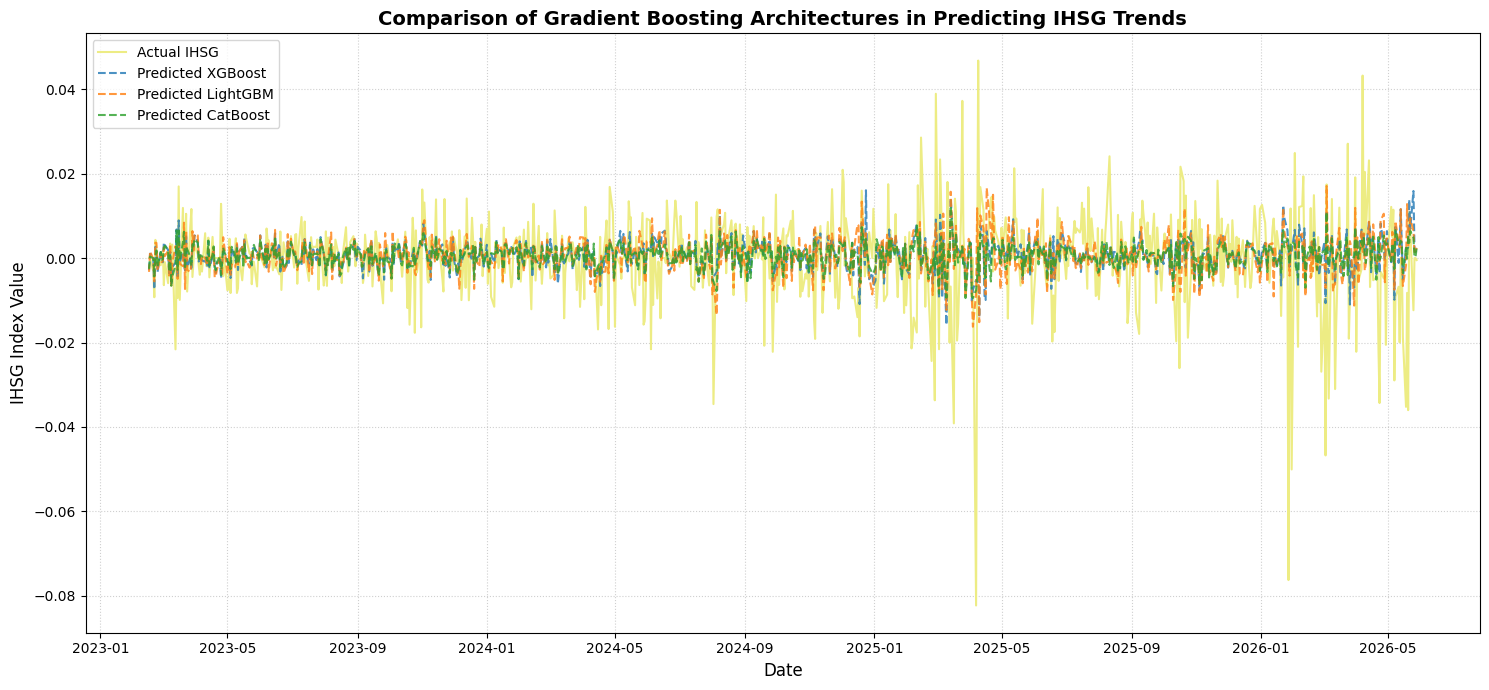 Comparison of Gradient Boosting Architectures in Predicting IHSG Trends
Actual IHSG
Predicted XGBoost
Predicted LightGBM
Predicted CatBoost
IHSG Index Value
0.04
0.02
0.00
−0.02
−0.04
−0.06
−0.08
2023-01 2023-05 2023-09 2024-01 2024-05 2024-09 2025-01 2025-05 2025-09 2026-01 2026-05
Date